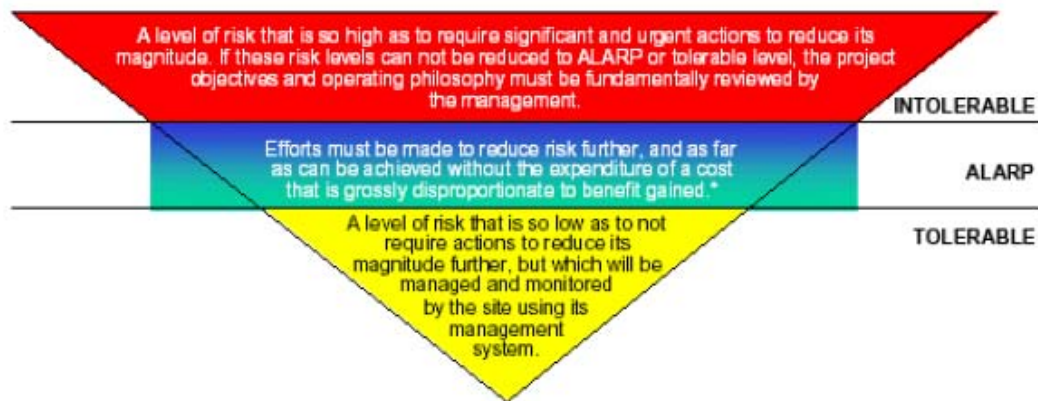 A level of risk that is so high as to require significant and urgent actions to reduce its
magnitude. If these risk levels can not be reduced to ALARP or tolerable level, the project
objectives and operating philosophy must be fundamentally reviewed by
the management.
INTOLERABLE
Efforts must be made to reduce risk further, and as far
as can be achieved without the expenditure of a cost
that is grossly disproportionate to benefit gained.*
ALARP
A level of risk that is so low as to not
require actions to reduce its
magnitude further, but which will be
managed and monitored
by the site using its
management
system.
TOLERABLE